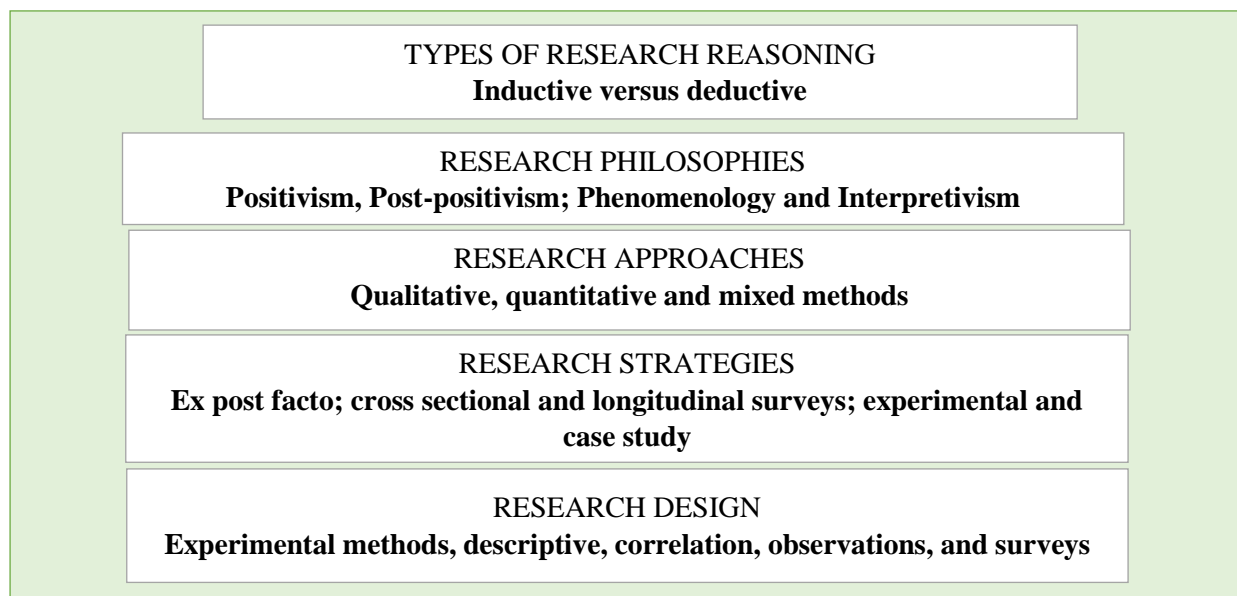 TYPES OF RESEARCH REASONING
Inductive versus deductive
RESEARCH PHILOSOPHIES
Positivism, Post-positivism; Phenomenology and Interpretivism
RESEARCH APPROACHES
Qualitative, quantitative and mixed methods
RESEARCH STRATEGIES
Ex post facto; cross sectional and longitudinal surveys; experimental and
case study
RESEARCH DESIGN
Experimental methods, descriptive, correlation, observations, and surveys